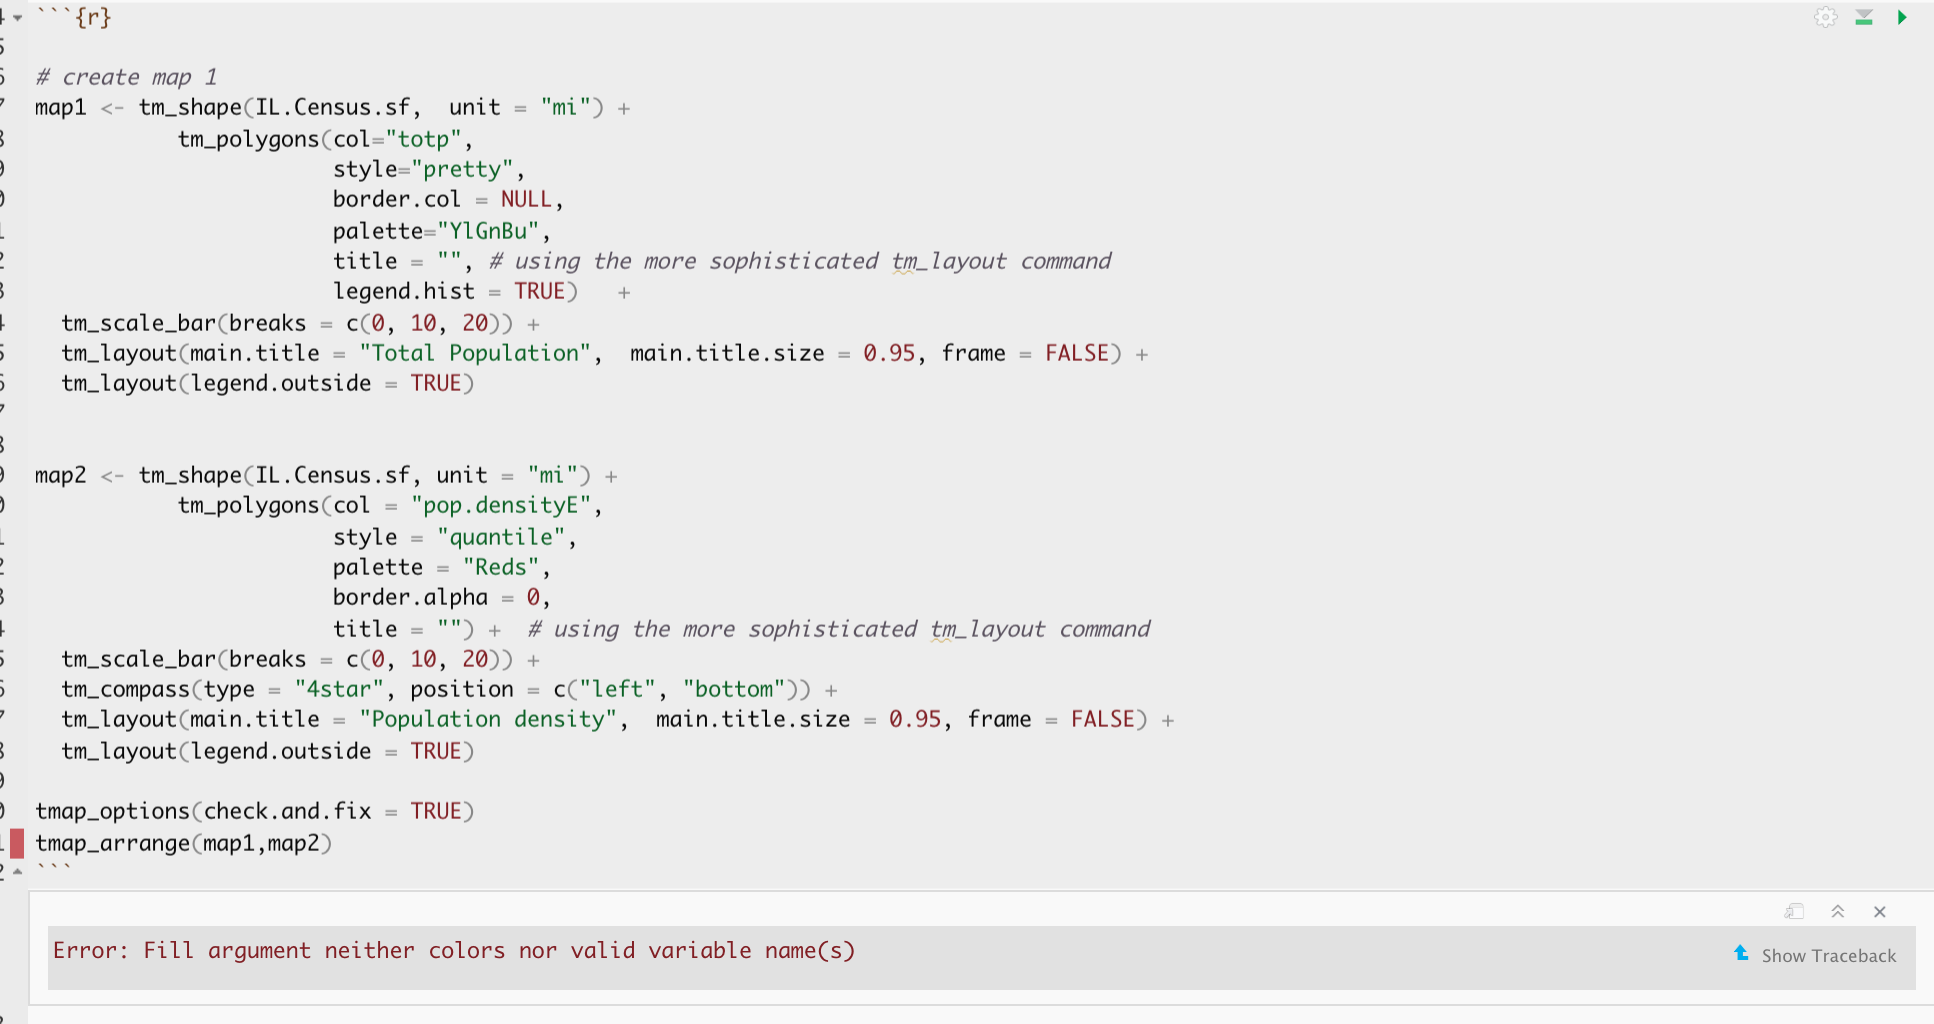 ```{r}
# create map 1
map1 <- tm_shape(IL.Census.sf,  unit = "mi") +
           tm_polygons(col="totp",
                       style="pretty",
                       border.col = NULL,
                       palette="YlGnBu",
                       title = "", # using the more sophisticated tm_layout command
                       legend.hist = TRUE)   +
  tm_scale_bar(breaks = c(0, 10, 20)) +
  tm_layout(main.title = "Total Population",  main.title.size = 0.95, frame = FALSE) +
  tm_layout(legend.outside = TRUE)
map2 <- tm_shape(IL.Census.sf, unit = "mi") +
           tm_polygons(col = "pop.densityE",
                       style = "quantile",
                       palette = "Reds",
                       border.alpha = 0,
                       title = "") +  # using the more sophisticated tm_layout command
  tm_scale_bar(breaks = c(0, 10, 20)) +
  tm_compass(type = "4star", position = c("left", "bottom")) +
  tm_layout(main.title = "Population density",  main.title.size = 0.95, frame = FALSE) +
  tm_layout(legend.outside = TRUE)
tmap_options(check.and.fix = TRUE)
tmap_arrange(map1,map2)
```
Error: Fill argument neither colors nor valid variable name(s)
Show Traceback